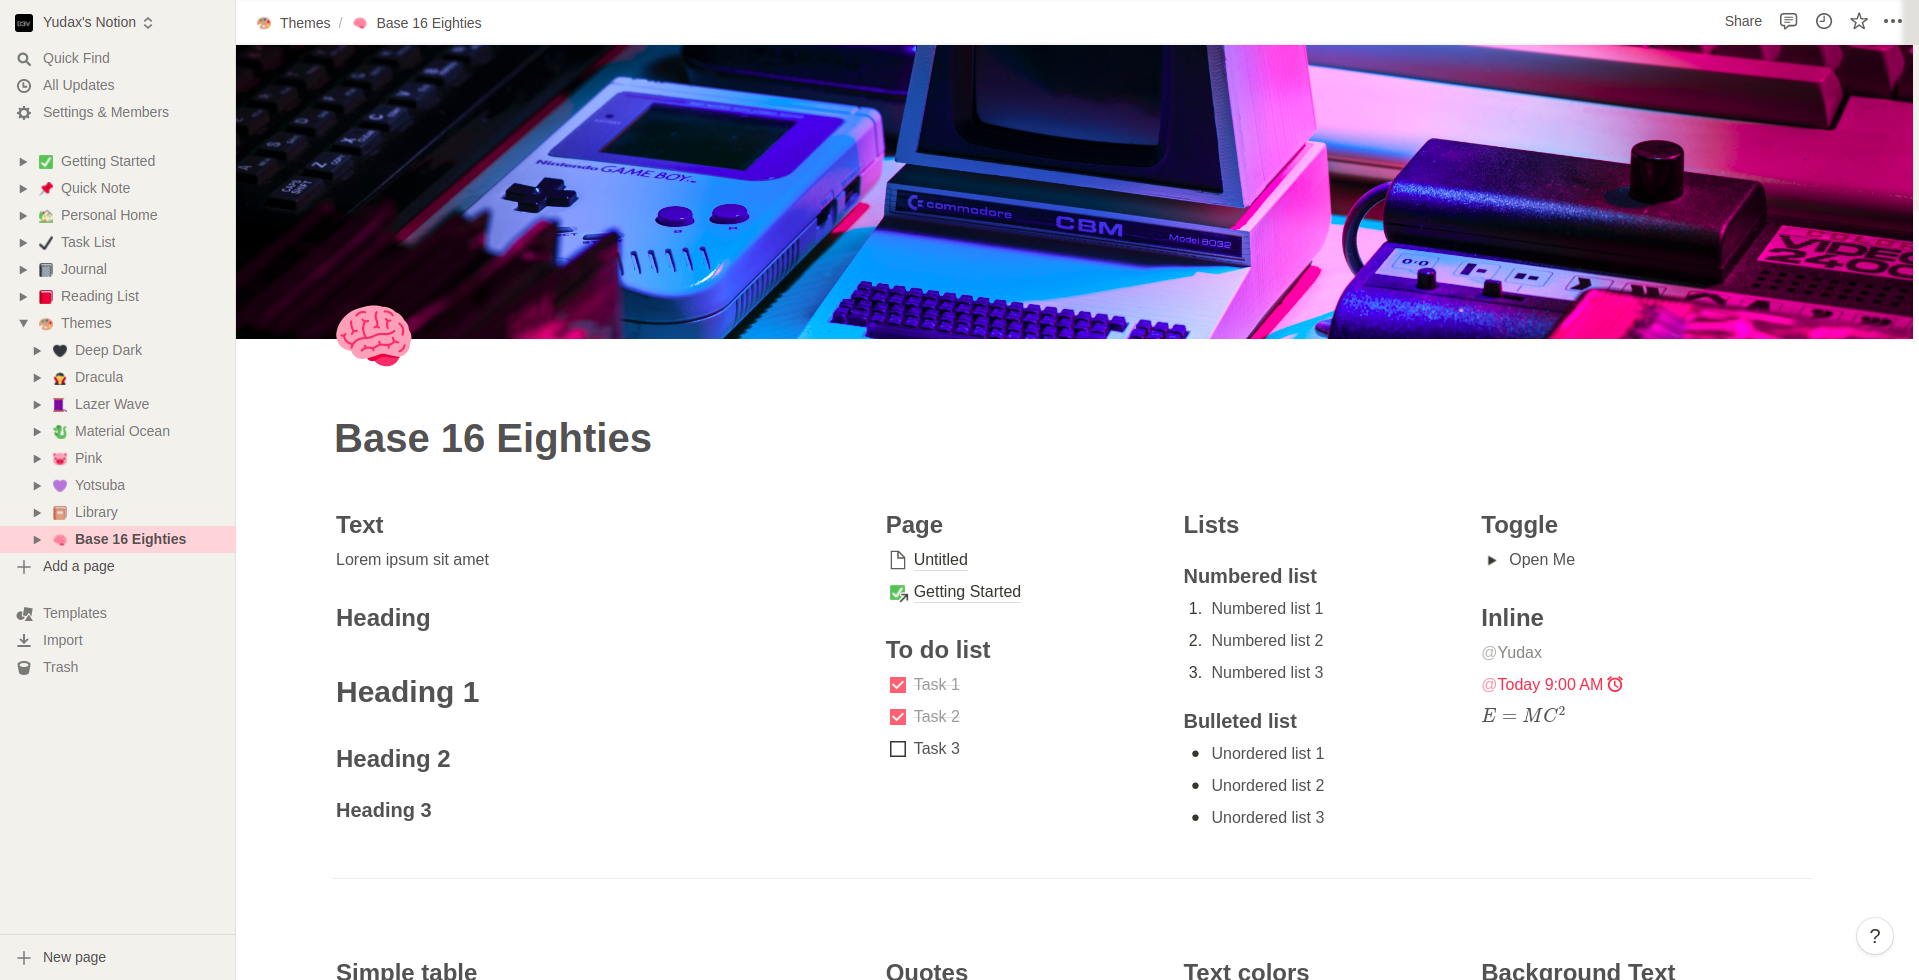 Yudax's Notion
Quick Find
All Updates
Settings & Members
Getting Started
Quick Note
Personal Home
Task List
Journal
Reading List
Themes
Deep Dark
Dracula
Lazer Wave
Material Ocean
Pink
Yotsuba
Library
Base 16 Eighties
Add a page
Templates
Import
Trash
New page
Themes / Base 16 Eighties
Share
Nintendo GAME BOY
commodore
CBM
Model 8032
Base 16 Eighties
Text
Lorem ipsum sit amet
Heading
Heading 1
Heading 2
Heading 3
Page
Untitled
Getting Started
To do list
Task 1
Task 2
Task 3
Lists
Numbered list
1. Numbered list 1
2. Numbered list 2
3. Numbered list 3
Bulleted list
• Unordered list 1
• Unordered list 2
• Unordered list 3
Toggle
Open Me
Inline
@Yudax
@Today 9:00 AM
E = MC²
Simple table
Quotes
Text colors
Background Text
?